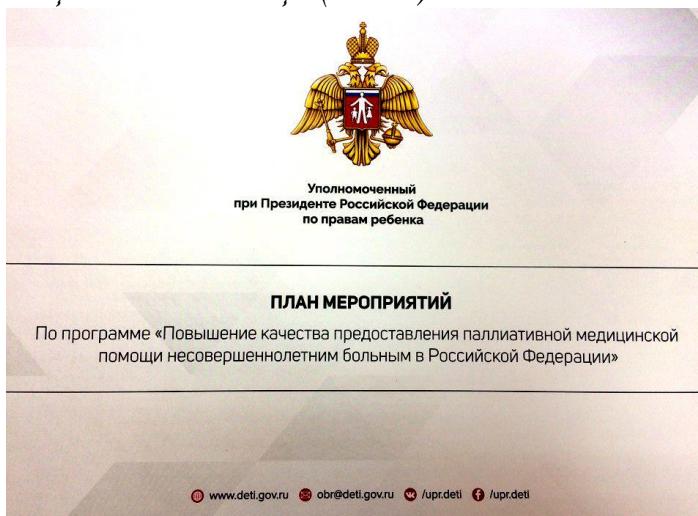 Уполномоченный
при Президенте Российской Федерации
по правам ребенка
ПЛАН МЕРОПРИЯТИЙ
По программе «Повышение качества предоставления паллиативной медицинской
помощи несовершеннолетним больным в Российской Федерации»
www.deti.gov.ru obr@deti.gov.ru /upr.deti /upr.deti